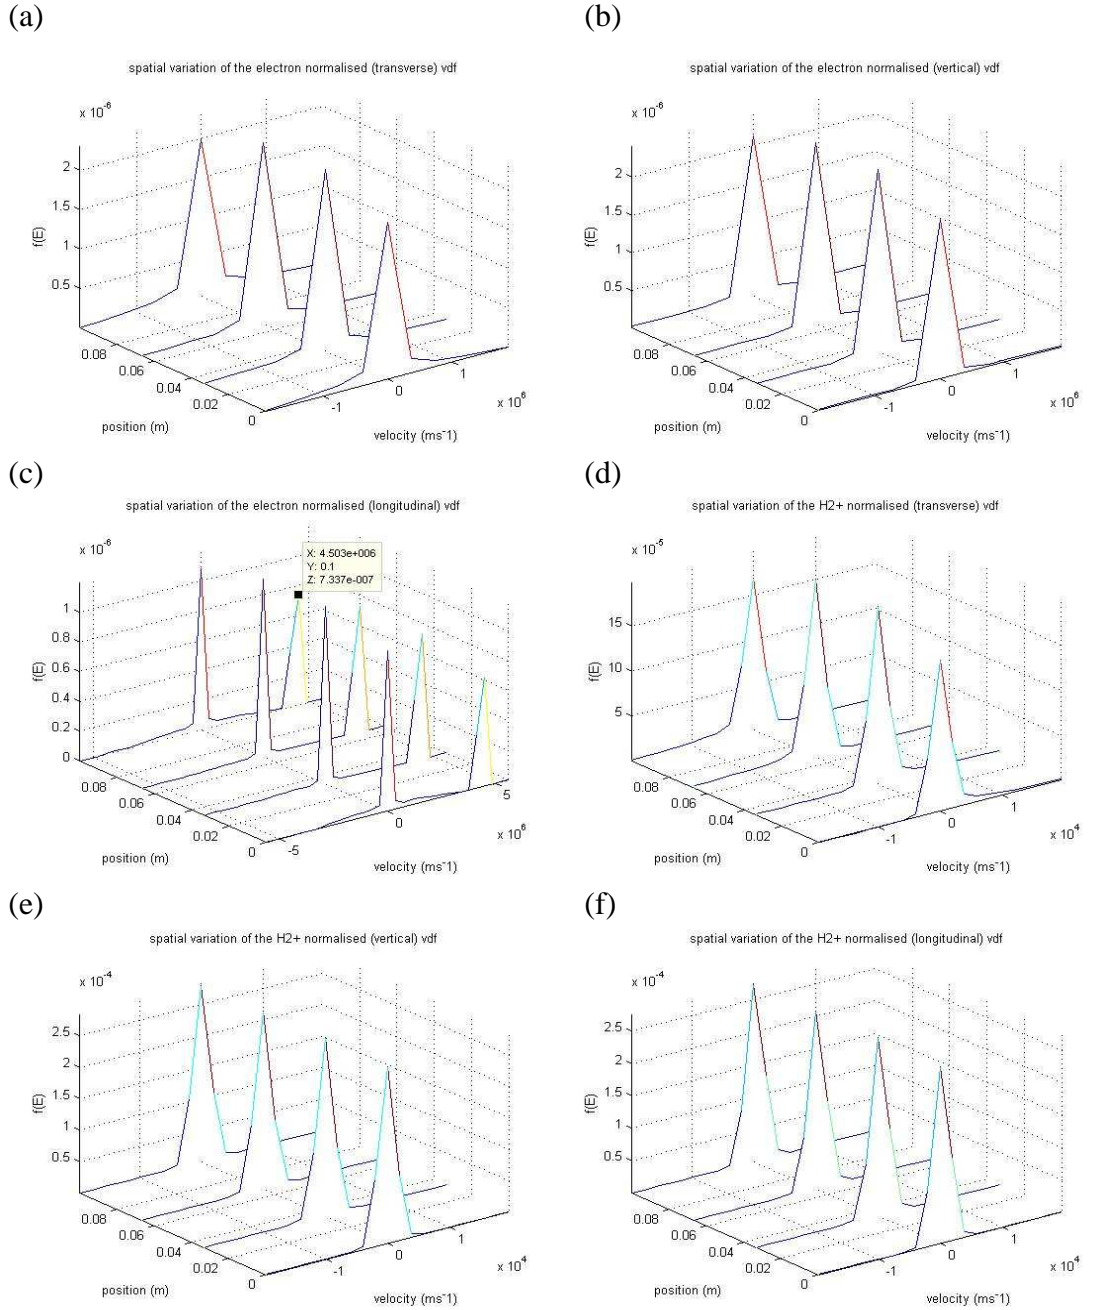 (a)
(b)
spatial variation of the electron normalised (transverse) vdf
spatial variation of the electron normalised (vertical) vdf
x 10-6
x 10-6
2
1.5
1
0.5
f(E)
0.08
0.06
0.04
0.02
0
position (m)
-1
0
1
x 10^6
velocity (ms-1)
2
1.5
1
0.5
f(E)
0.08
0.06
0.04
0.02
0
position (m)
-1
0
1
x 10^6
velocity (ms-1)
(c)
(d)
spatial variation of the electron normalised (longitudinal) vdf
spatial variation of the H2+ normalised (transverse) vdf
x 10-6
X: 4.503e+006
Y: 0.1
Z: 7.337e-007
1
0.8
0.6
0.4
0.2
0
f(E)
0.08
0.06
0.04
0.02
0
position (m)
-5
0
5
x 10^6
velocity (ms-1)
x 10-5
15
10
5
f(E)
0.08
0.06
0.04
0.02
0
position (m)
-1
0
1
x 10^4
velocity (ms-1)
(e)
(f)
spatial variation of the H2+ normalised (vertical) vdf
spatial variation of the H2+ normalised (longitudinal) vdf
x 10-4
2.5
2
1.5
1
0.5
f(E)
0.08
0.06
0.04
0.02
0
position (m)
-1
0
1
x 10^4
velocity (ms-1)
x 10-4
2.5
2
1.5
1
0.5
f(E)
0.08
0.06
0.04
0.02
0
position (m)
-1
0
1
x 10^4
velocity (ms-1)